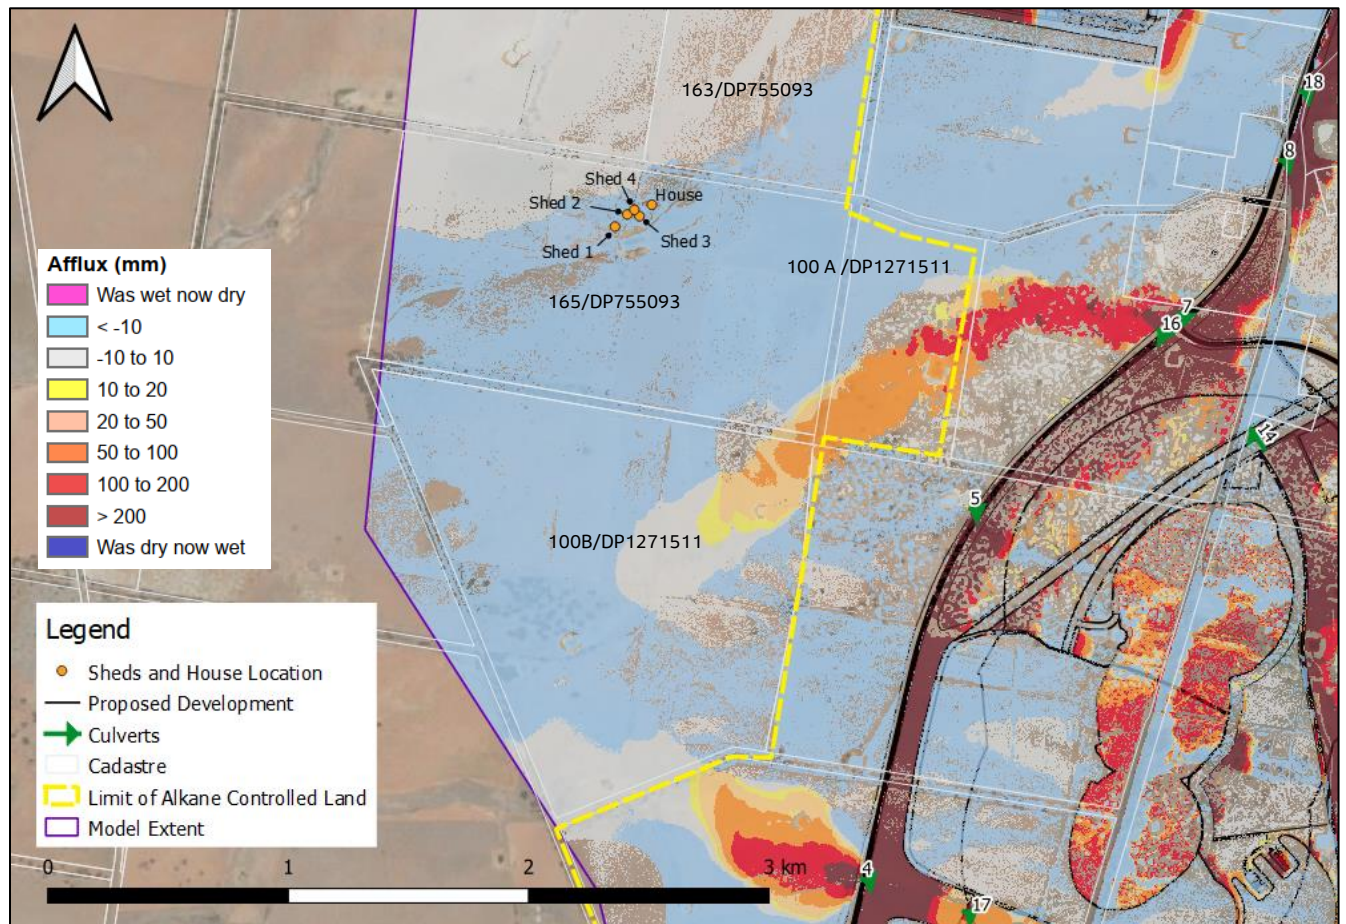 163/DP755093
18
8
Shed 4
House
Shed 2
Shed 1
Shed 3
100 A /DP1271511
165/DP755093
7
16
14
5
100B/DP1271511
4
17
Afflux (mm)
Was wet now dry
< -10
-10 to 10
10 to 20
20 to 50
50 to 100
100 to 200
> 200
Was dry now wet
Legend
Sheds and House Location
Proposed Development
Culverts
Cadastre
Limit of Alkane Controlled Land
Model Extent
0 1 2 3 km